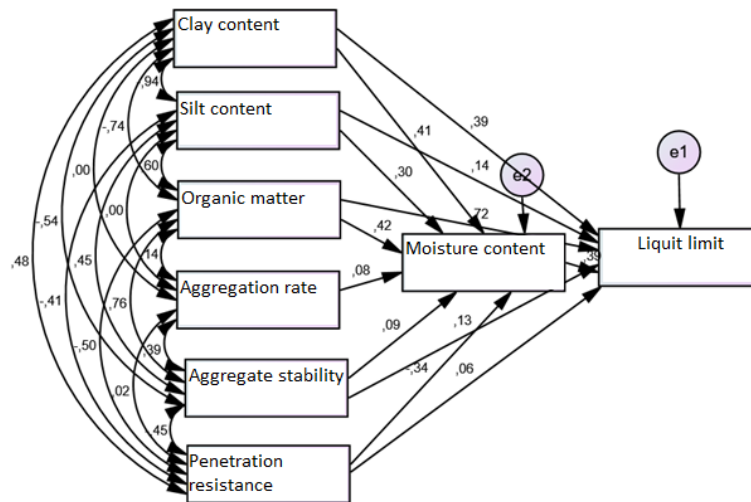 Clay content
,94
Silt content
,41
,39
-,74
e1
,60
,14
,00
,30
e2
Organic matter
,00
-,54
,72
,42
Moisture content
Liquit limit
,45
,14
,48
,39
Aggregation rate
,08
-,41
,76
,13
-,50
,39
,09
Aggregate stability
-,34
,06
,02
,45
Penetration
resistance